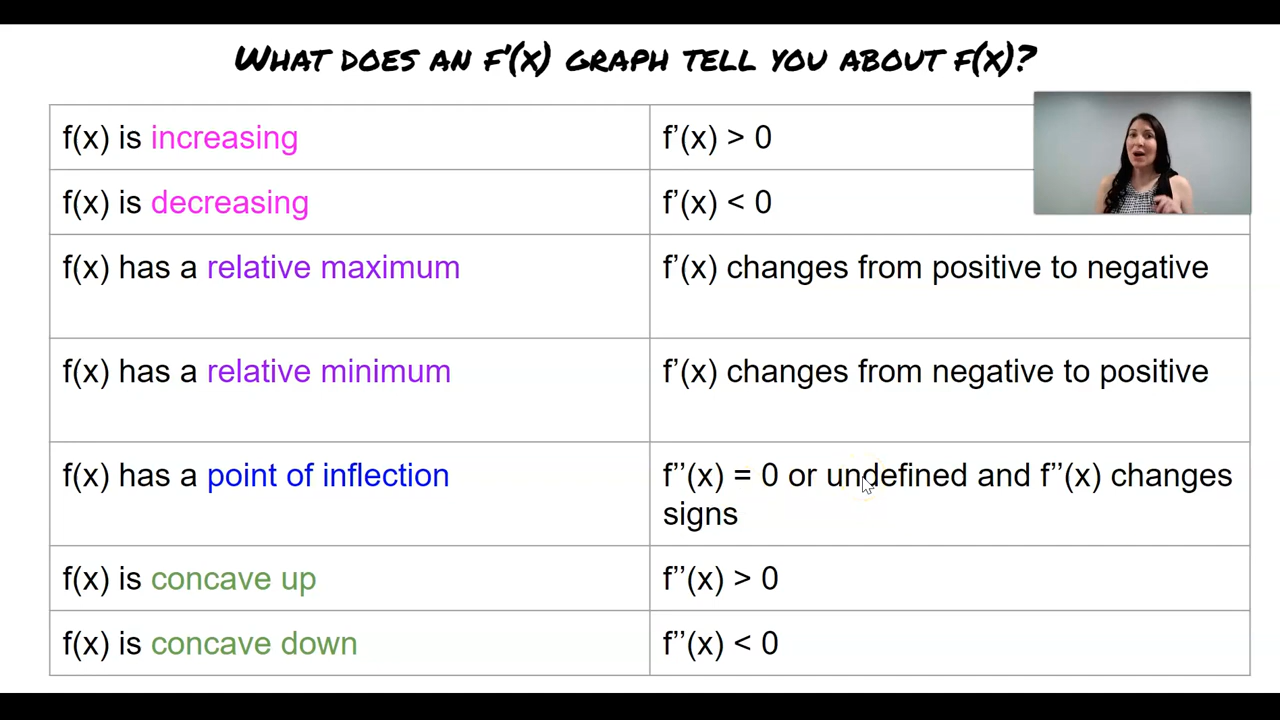 What does an f'(x) graph tell you about f(x)?
f(x) is increasing
f’(x) > 0
f(x) is decreasing
f’(x) < 0
f(x) has a relative maximum
f’(x) changes from positive to negative
f(x) has a relative minimum
f’(x) changes from negative to positive
f(x) has a point of inflection
f’’(x) = 0 or undefined and f’’(x) changes
signs
f(x) is concave up
f’’(x) > 0
f(x) is concave down
f’’(x) < 0